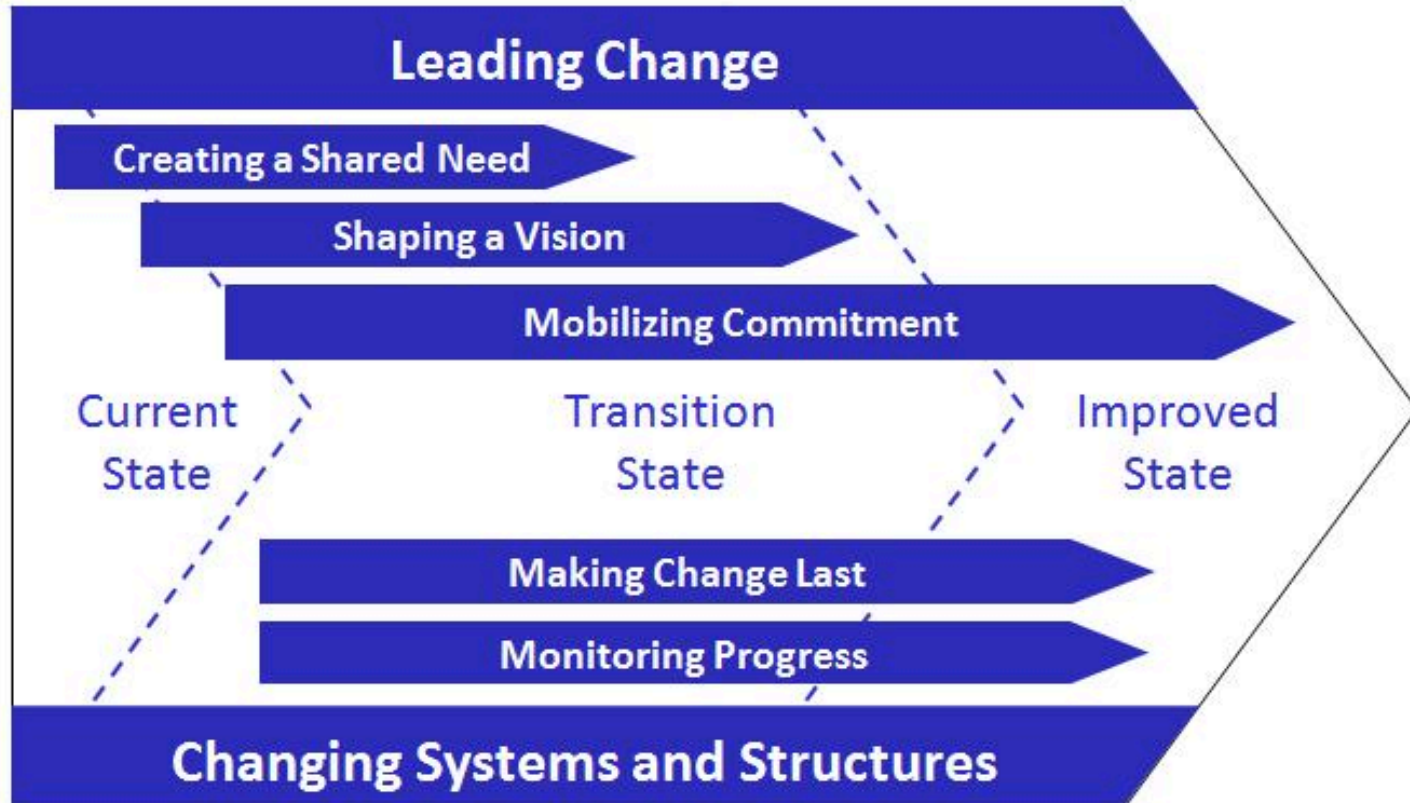 Leading Change
Creating a Shared Need
Shaping a Vision
Mobilizing Commitment
Current
State
Transition
State
Improved
State
Making Change Last
Monitoring Progress
Changing Systems and Structures